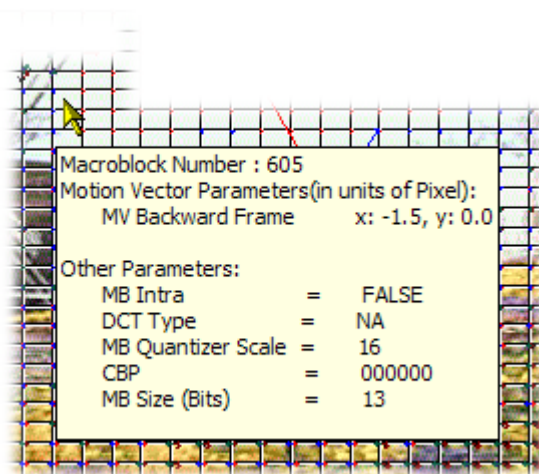 Macroblock Number : 605
Motion Vector Parameters(in units of Pixel):
MV Backward Frame x: -1.5, y: 0.0
Other Parameters:
MB Intra = FALSE
DCT Type = NA
MB Quantizer Scale = 16
CBP = 000000
MB Size (Bits) = 13